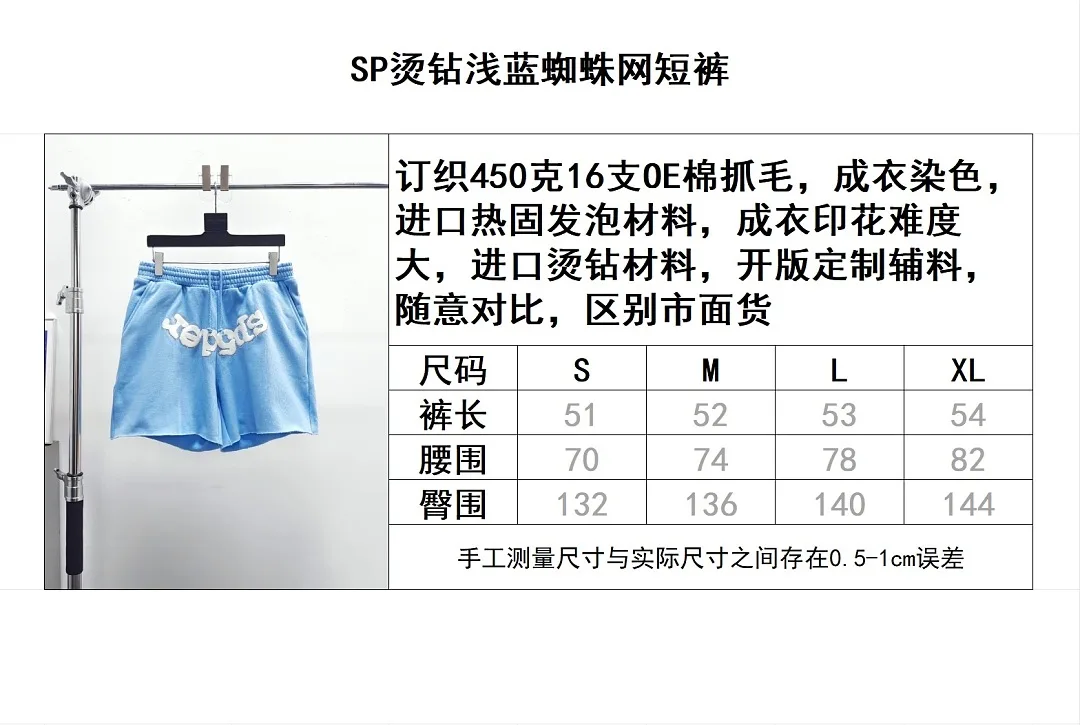 SP烫钻浅蓝蜘蛛网短裤
订织450克16支OE棉抓毛，成衣染色，
进口热固发泡材料，成衣印花难度
大，进口烫钻材料，开版定制辅料，
随意对比，区别市面货
尺码 S M L XL
裤长 51 52 53 54
腰围 70 74 78 82
臀围 132 136 140 144
手工测量尺寸与实际尺寸之间存在0.5-1cm误差